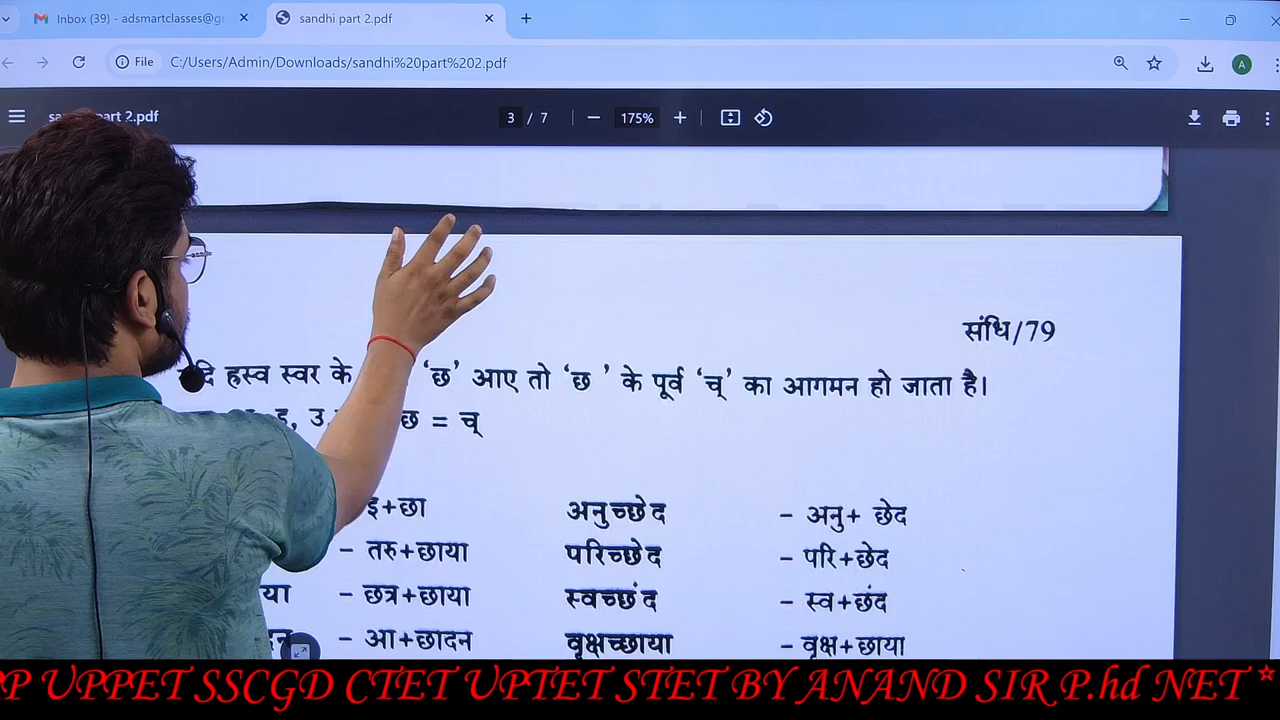 Inbox (39) - adsmartclasses@gr
sandhi part 2.pdf
File C:/Users/Admin/Downloads/sandhi%20part%202.pdf
A
part 2.pdf
3 / 7
175%
संधि/79
ह्रस्व स्वर के 'छ' आए तो 'छ ' के पूर्व 'च्' का आगमन हो जाता है।
इ, उ छ = च्
इ+छा अनुच्छेद - अनु+ छेद
- तरु+छाया परिच्छेद - परि+छेद
- छत्र+छाया स्वच्छंद - स्व+छंद
- आ+छादन वृक्षच्छाया - वृक्ष+छाया
UPPET SSCGD CTET UPTET STET BY ANAND SIR P.hd NET *